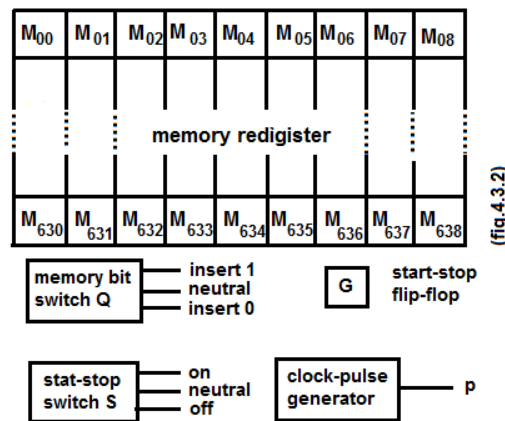 M00 M01 M02 M03 M04 M05 M06 M07 M08
memory redigister
M630 M631 M632 M633 M634 M635 M636 M637 M638
(fig.4.3.2)
memory bit
switch Q
insert 1
neutral
insert 0
G
start-stop
flip-flop
stat-stop
switch S
on
neutral
off
clock-pulse
generator
p